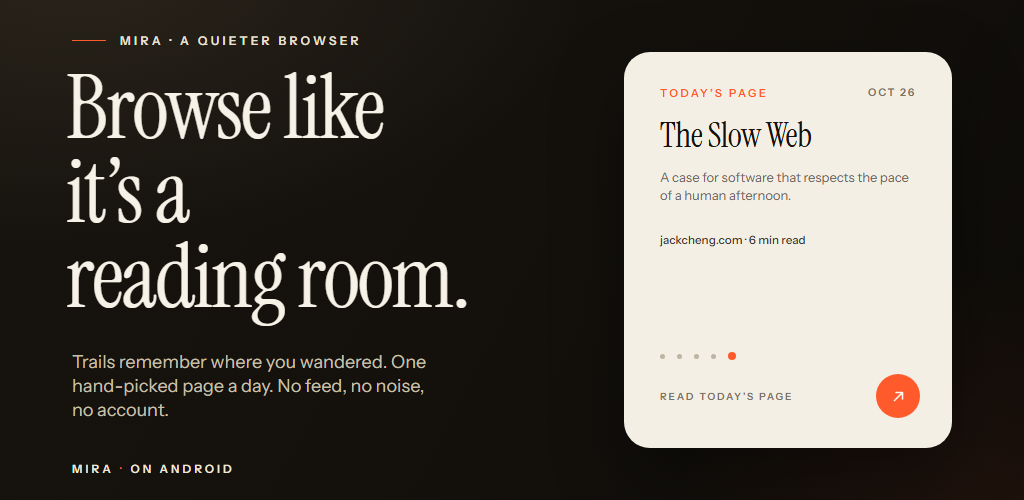 MIRA · A QUIETER BROWSER
Browse like
it’s a
reading room.
Trails remember where you wandered. One
hand-picked page a day. No feed, no noise,
no account.
MIRA · ON ANDROID
TODAY’S PAGE
OCT 26
The Slow Web
A case for software that respects the pace
of a human afternoon.
jackcheng.com · 6 min read
READ TODAY’S PAGE